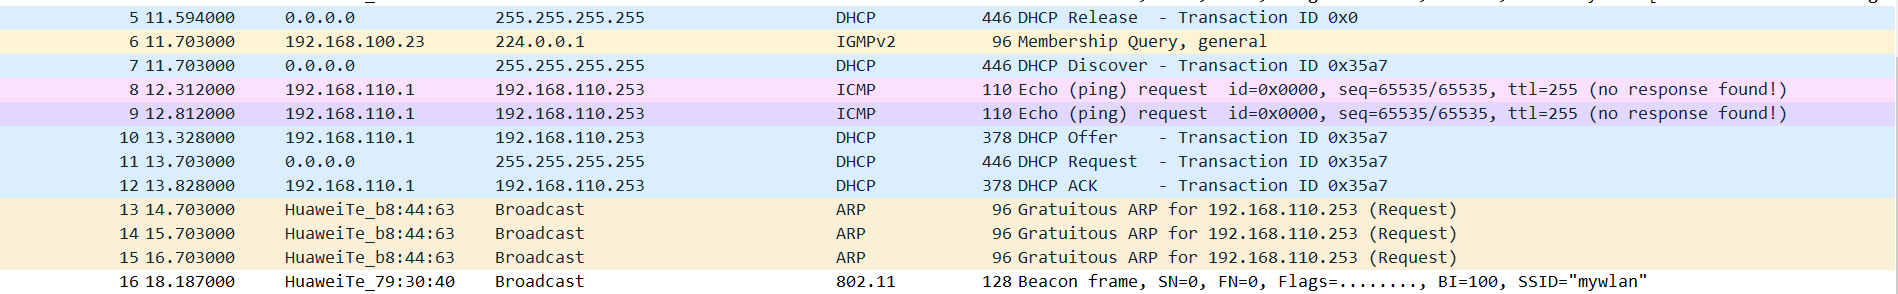 5 11.594000 0.0.0.0 255.255.255.255 DHCP 446 DHCP Release - Transaction ID 0x0
6 11.703000 192.168.100.23 224.0.0.1 IGMPv2 96 Membership Query, general
7 11.703000 0.0.0.0 255.255.255.255 DHCP 446 DHCP Discover - Transaction ID 0x35a7
8 12.312000 192.168.110.1 192.168.110.253 ICMP 110 Echo (ping) request id=0x0000, seq=65535/65535, ttl=255 (no response found!)
9 12.812000 192.168.110.1 192.168.110.253 ICMP 110 Echo (ping) request id=0x0000, seq=65535/65535, ttl=255 (no response found!)
10 13.328000 192.168.110.1 192.168.110.253 DHCP 378 DHCP Offer - Transaction ID 0x35a7
11 13.703000 0.0.0.0 255.255.255.255 DHCP 446 DHCP Request - Transaction ID 0x35a7
12 13.828000 192.168.110.1 192.168.110.253 DHCP 378 DHCP ACK - Transaction ID 0x35a7
13 14.703000 HuaweiTe_b8:44:63 Broadcast ARP 96 Gratuitous ARP for 192.168.110.253 (Request)
14 15.703000 HuaweiTe_b8:44:63 Broadcast ARP 96 Gratuitous ARP for 192.168.110.253 (Request)
15 16.703000 HuaweiTe_b8:44:63 Broadcast ARP 96 Gratuitous ARP for 192.168.110.253 (Request)
16 18.187000 HuaweiTe_79:30:40 Broadcast 802.11 128 Beacon frame, SN=0, FN=0, Flags=........, BI=100, SSID="mywlan"